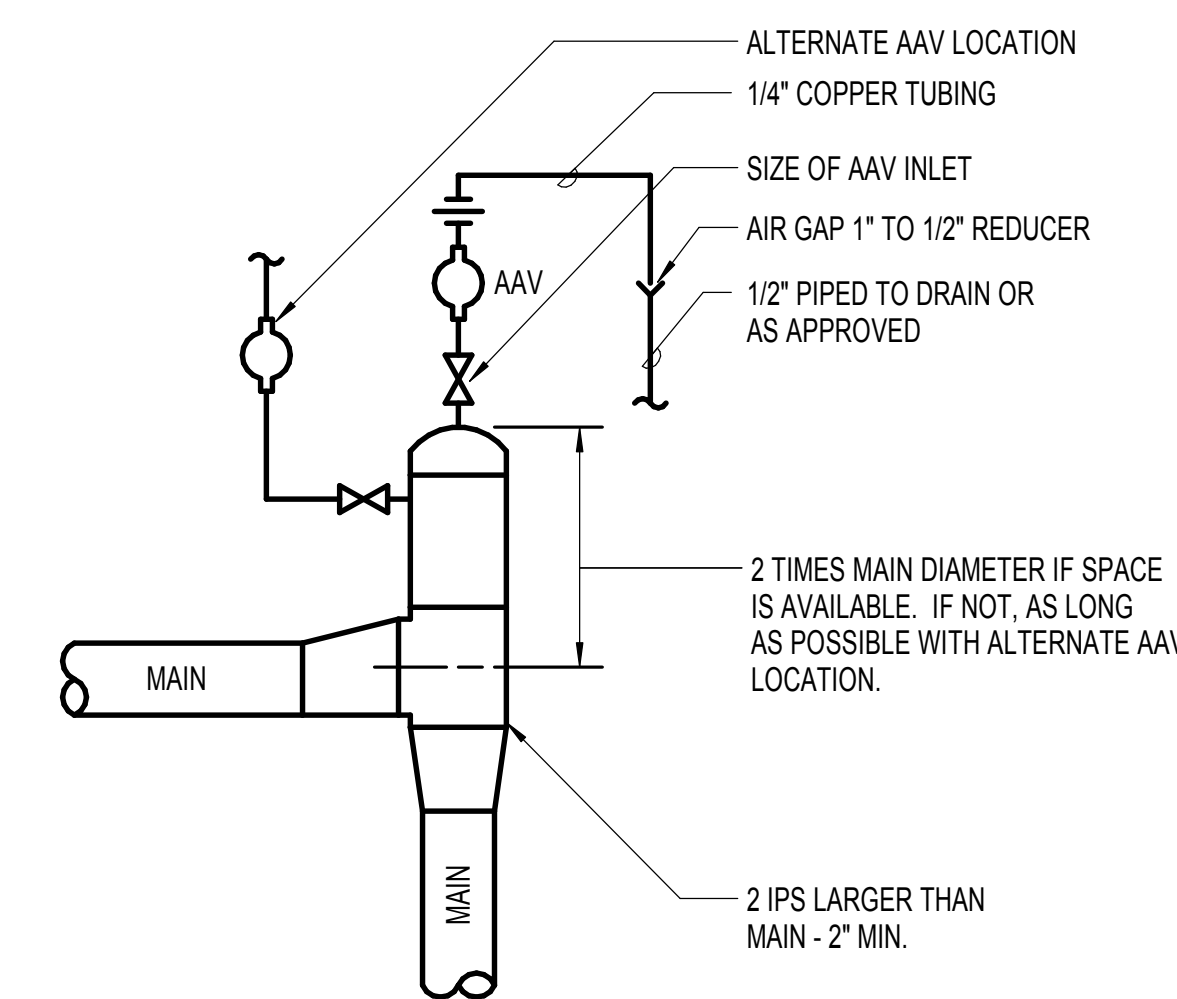 ALTERNATE AAV LOCATION
1/4" COPPER TUBING
SIZE OF AAV INLET
AIR GAP 1" TO 1/2" REDUCER
AAV
1/2" PIPED TO DRAIN OR
AS APPROVED
2 TIMES MAIN DIAMETER IF SPACE
IS AVAILABLE. IF NOT, AS LONG
AS POSSIBLE WITH ALTERNATE AAV
LOCATION.
MAIN
MAIN
2 IPS LARGER THAN
MAIN - 2" MIN.